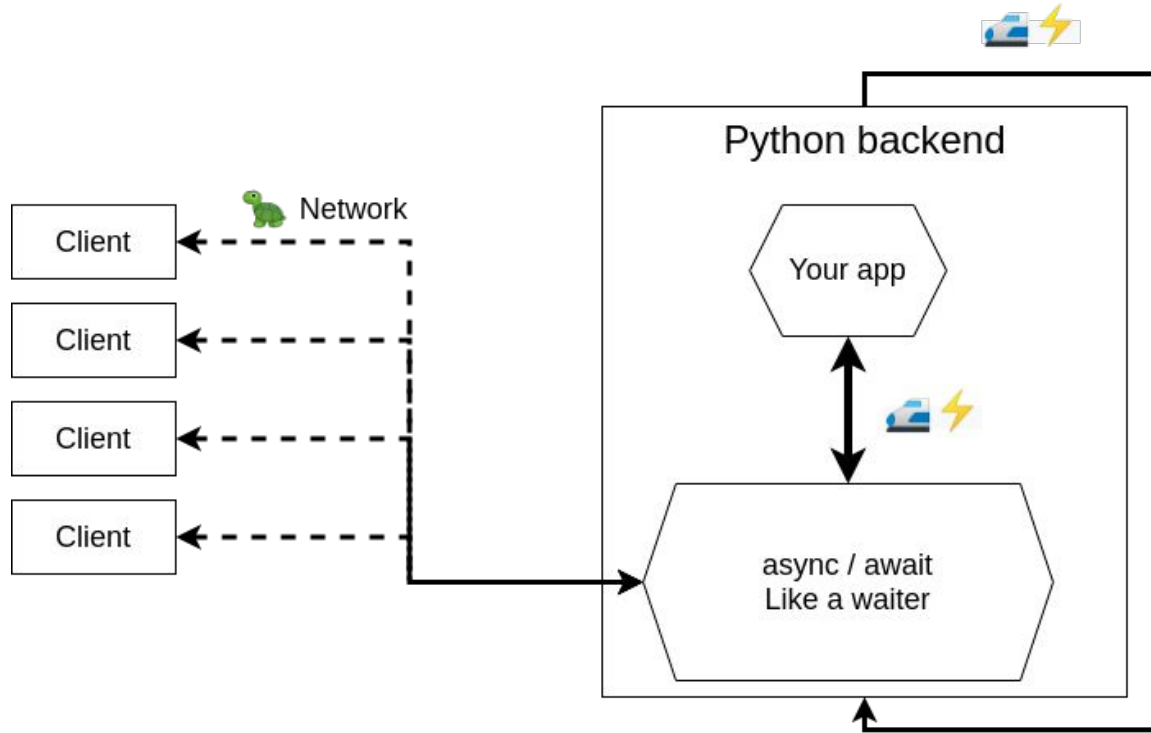 Python backend
Network
Client
Your app
Client
Client
Client
async / await
Like a waiter